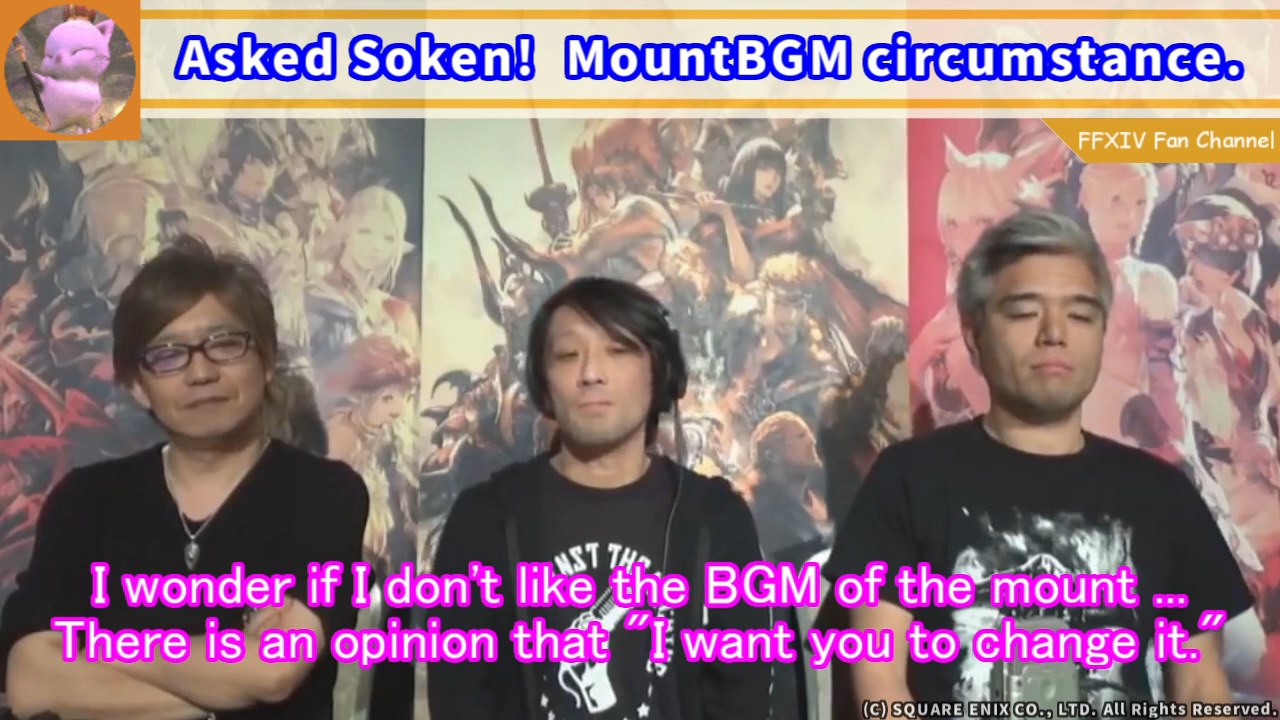 Asked Soken! MountBGM circumstance.
FFXIV Fan Channel
I wonder if I don't like the BGM of the mount ...
There is an opinion that "I want you to change it."
(C) SQUARE ENIX CO., LTD. All Rights Reserved.